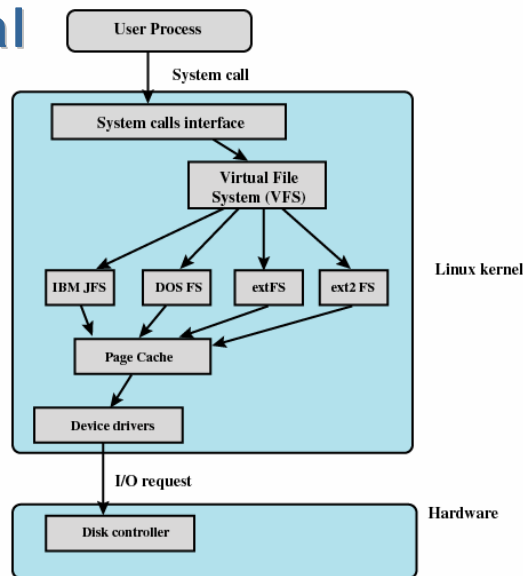 al
User Process
System call
System calls interface
Virtual File
System (VFS)
Linux kernel
IBM JFS
DOS FS
extFS
ext2 FS
Page Cache
Device drivers
I/O request
Hardware
Disk controller